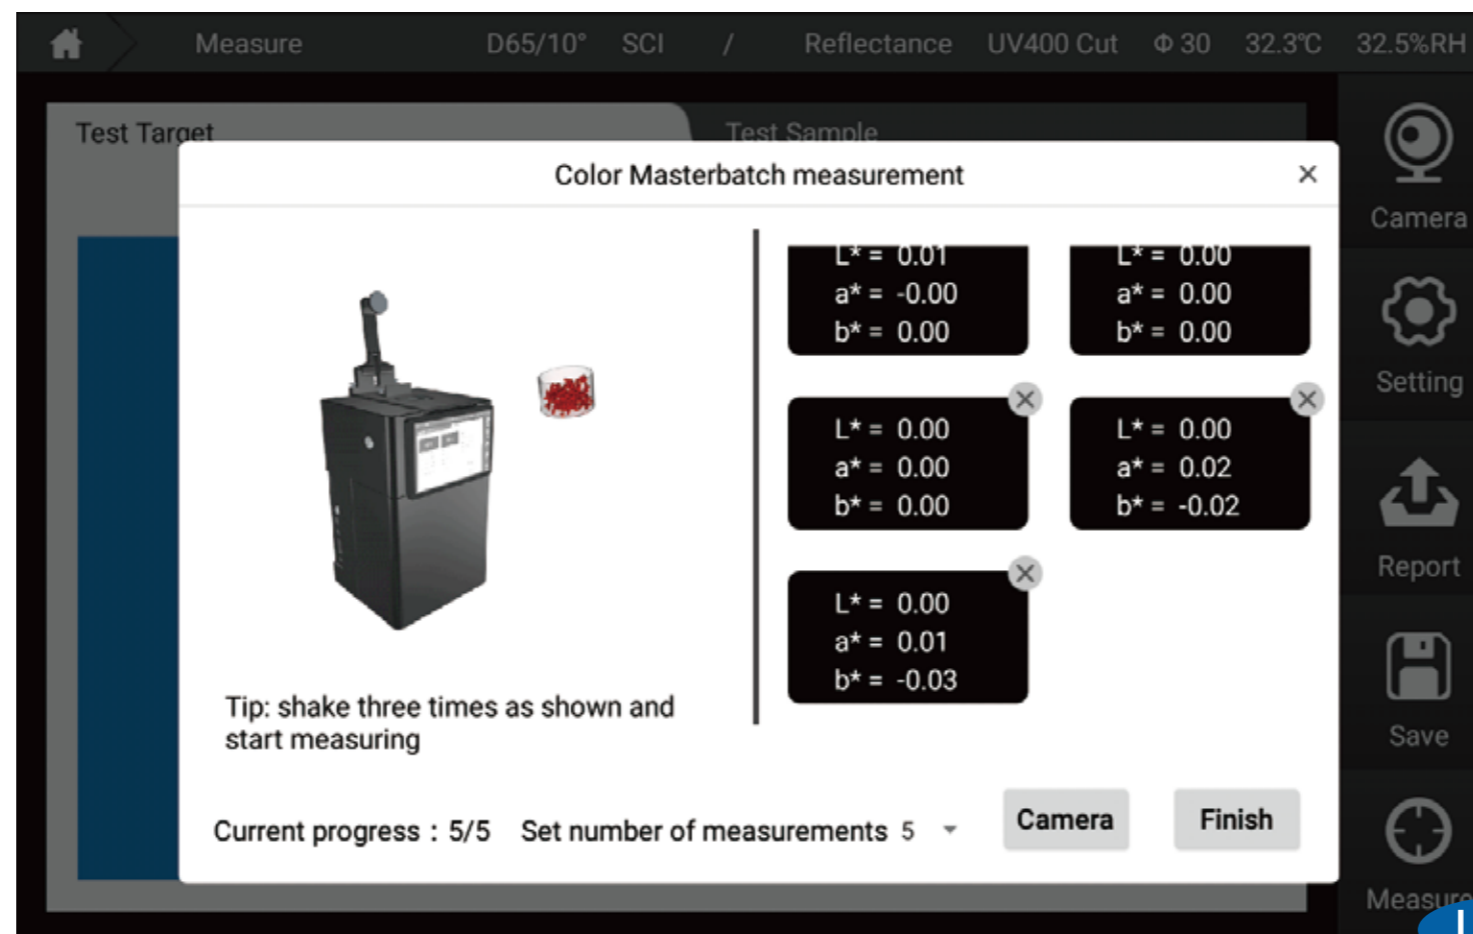 Measure D65/10° SCI / Reflectance UV400 Cut Φ 30 32.3℃ 32.5%RH
Test Target
Test Sample
Color Masterbatch measurement
L* = 0.01
a* = -0.00
b* = 0.00
L* = 0.00
a* = 0.00
b* = 0.00
L* = 0.00
a* = 0.00
b* = 0.00
L* = 0.00
a* = 0.02
b* = -0.02
L* = 0.00
a* = 0.01
b* = -0.03
Tip: shake three times as shown and
start measuring
Current progress : 5/5 Set number of measurements 5
Camera
Finish
Camera
Setting
Report
Save
Measure